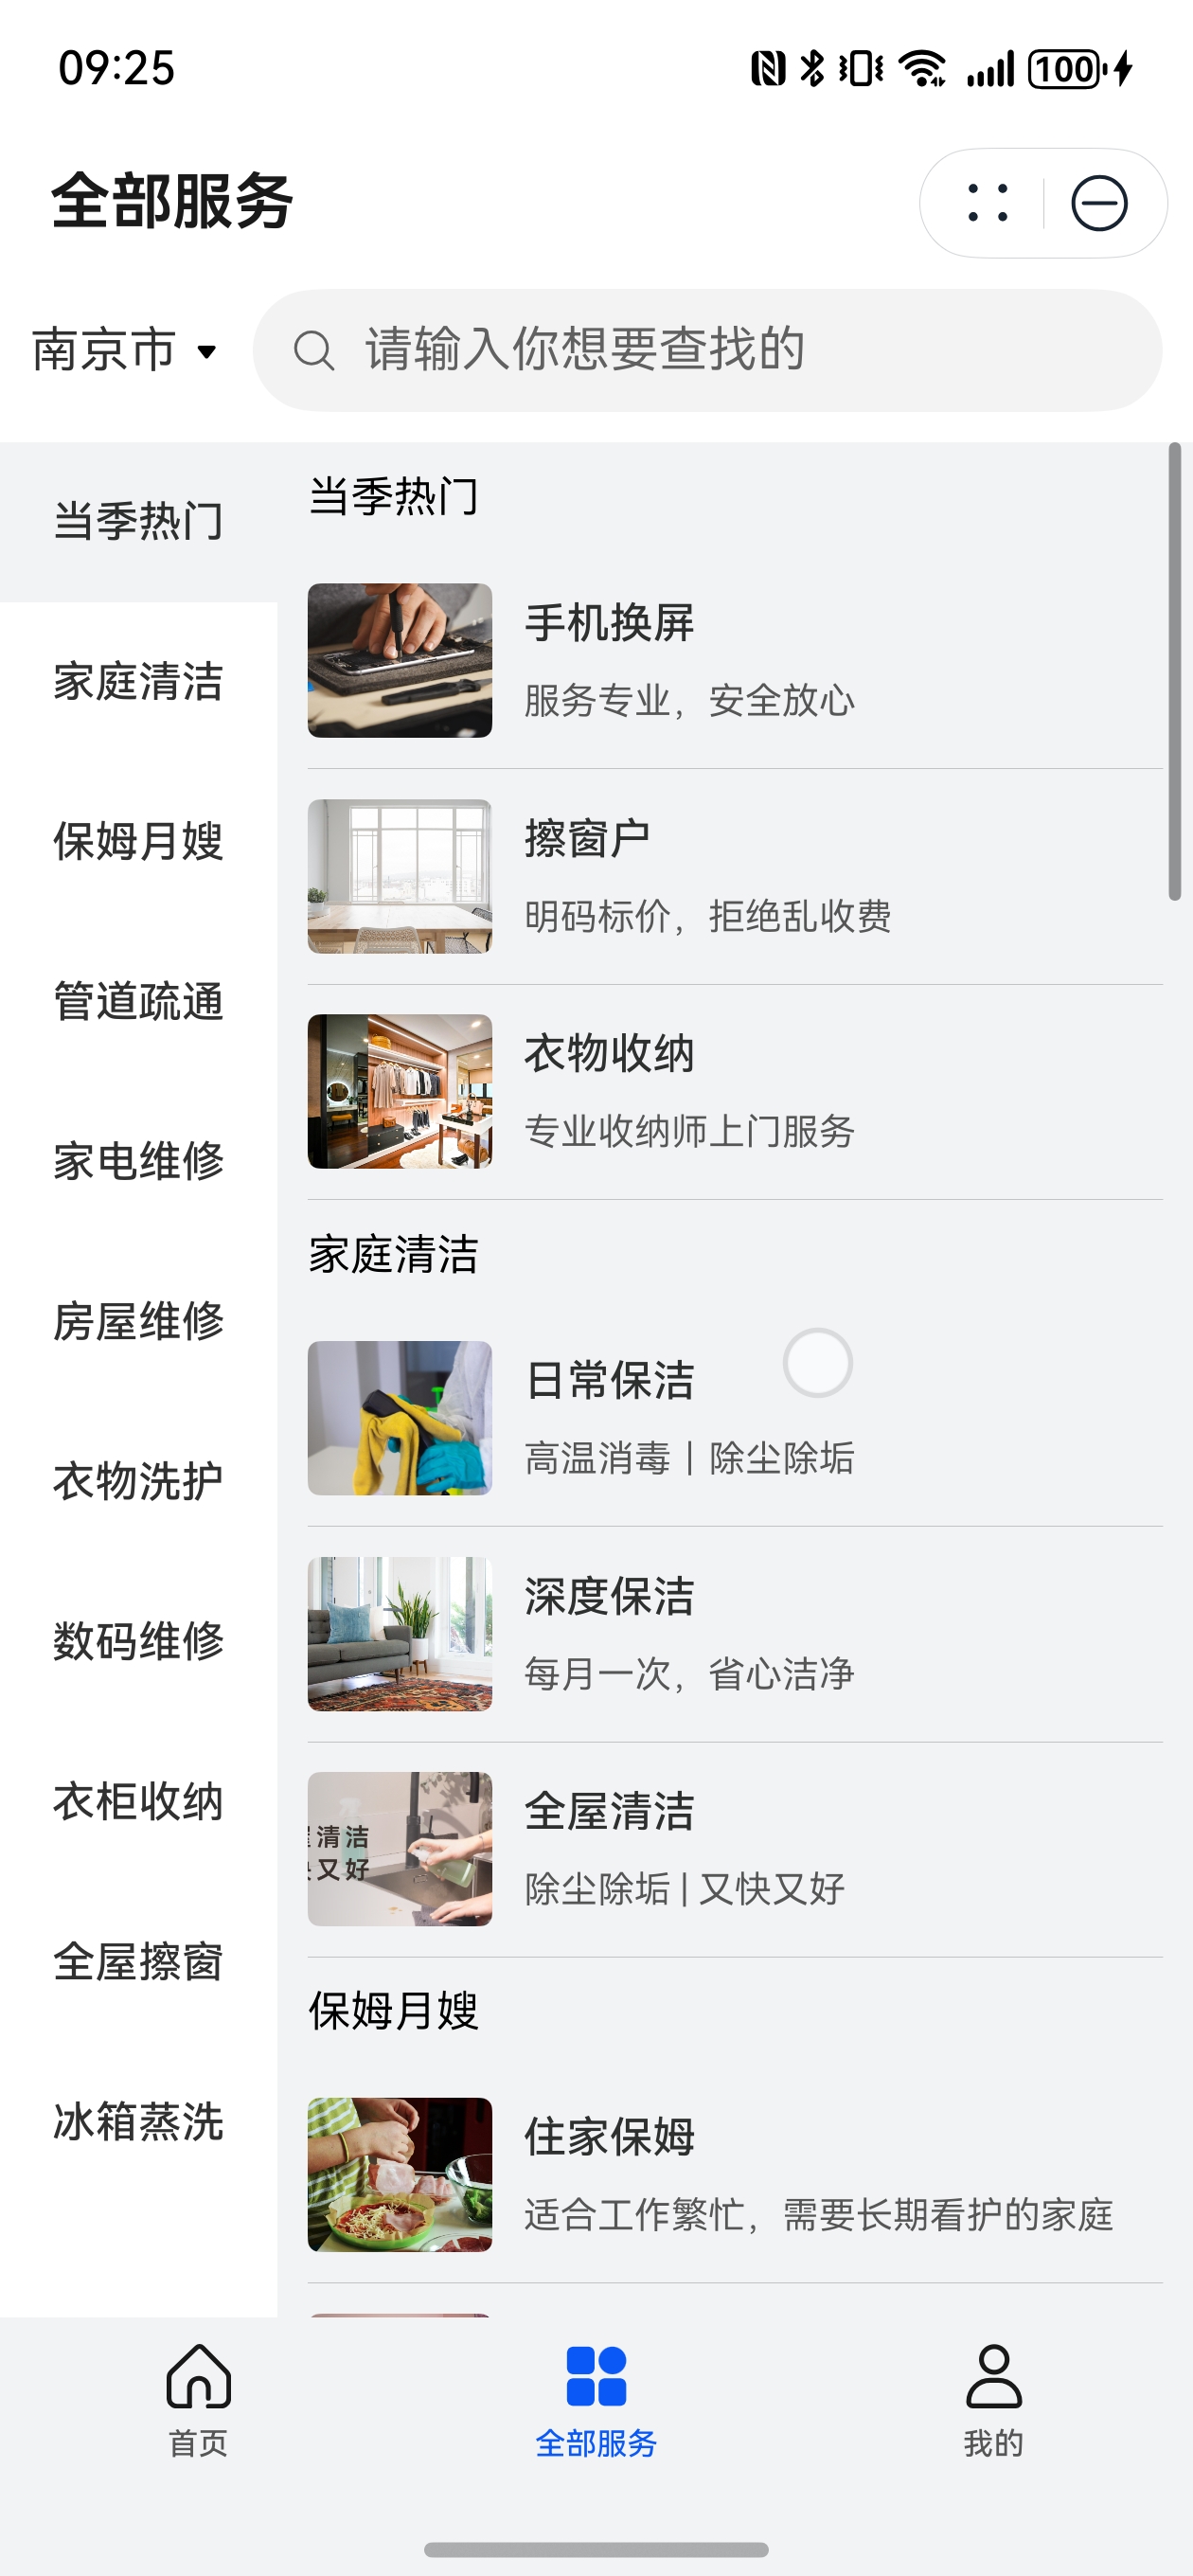 09:25
100
全部服务
南京市
请输入你想要查找的
当季热门
家庭清洁
保姆月嫂
管道疏通
家电维修
房屋维修
衣物洗护
数码维修
衣柜收纳
全屋擦窗
冰箱蒸洗
当季热门
手机换屏
服务专业，安全放心
擦窗户
明码标价，拒绝乱收费
衣物收纳
专业收纳师上门服务
家庭清洁
日常保洁
高温消毒丨除尘除垢
深度保洁
每月一次，省心洁净
清洁
又好
全屋清洁
除尘除垢 | 又快又好
保姆月嫂
住家保姆
适合工作繁忙，需要长期看护的家庭
首页
全部服务
我的